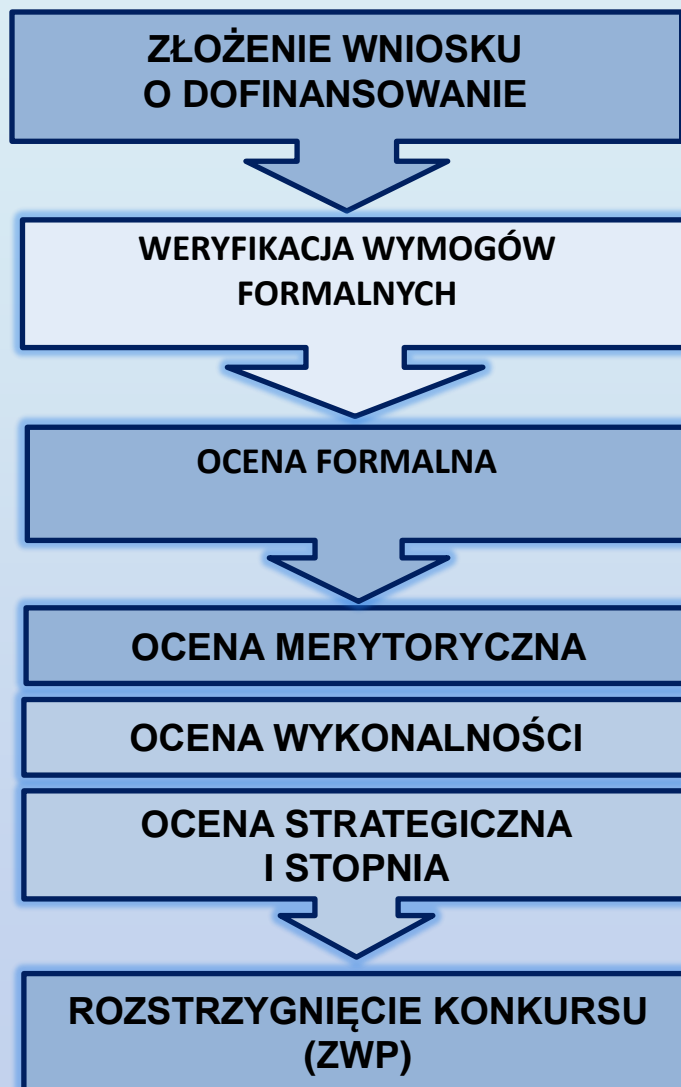 ZŁOŻENIE WNIOSKU
O DOFINANSOWANIE
WERYFIKACJA WYMOGÓW
FORMALNYCH
OCENA FORMALNA
OCENA MERYTORYCZNA
OCENA WYKONALNOŚCI
OCENA STRATEGICZNA
I STOPNIA
ROZSTRZYGNIĘCIE KONKURSU
(ZWP)